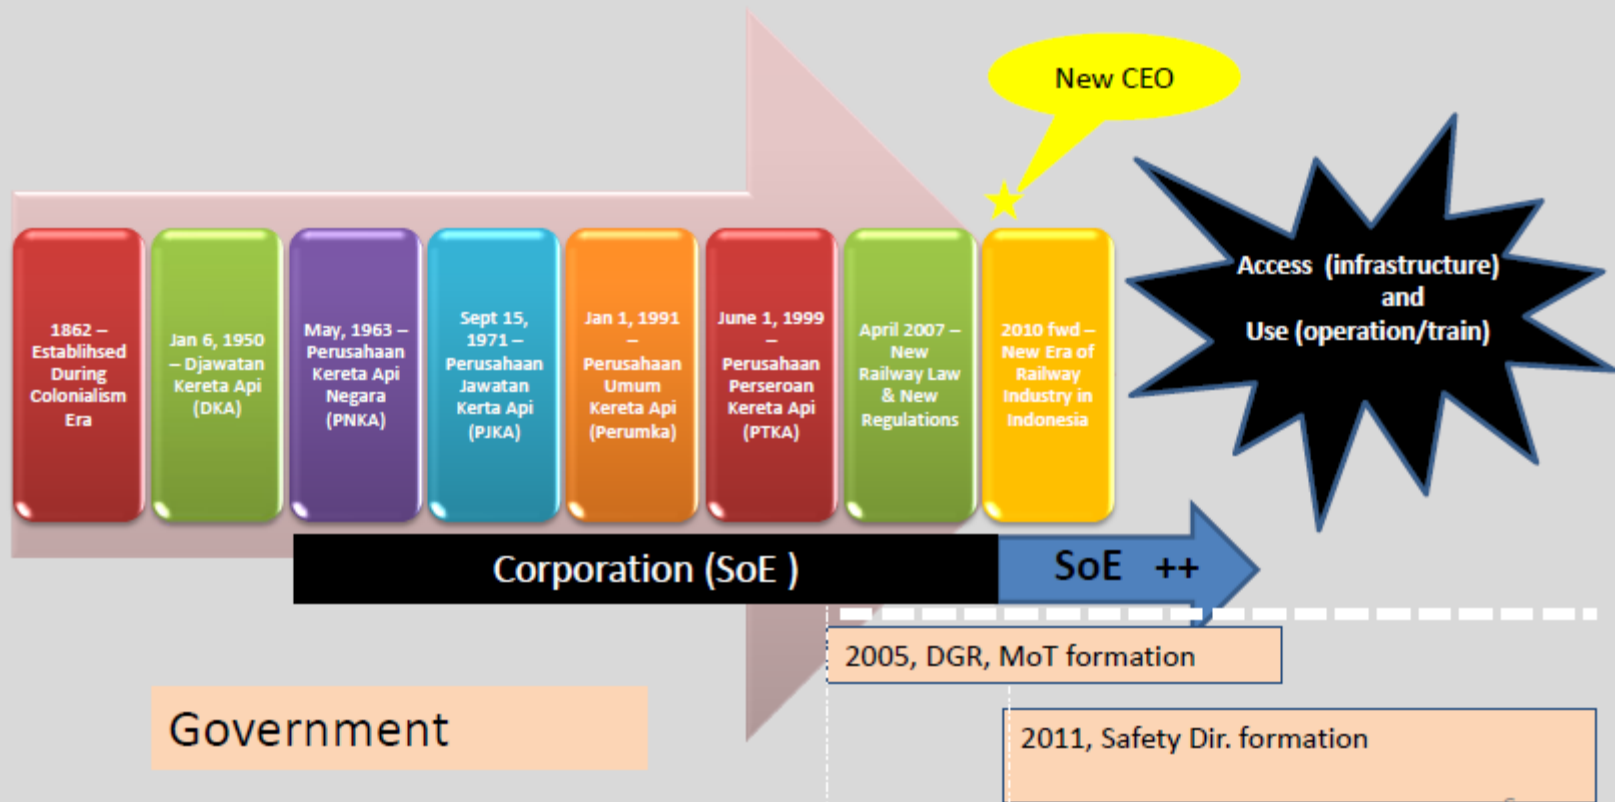 New CEO
1862 –
Establihsed
During
Colonialism
Era
Jan 6, 1950
– Djawatan
Kereta Api
(DKA)
May, 1963 –
Perusahaan
Kereta Api
Negara
(PNKA)
Sept 15,
1971 –
Perusahaan
Jawatan
Kerta Api
(PJKA)
Jan 1, 1991
–
Perusahaan
Umum
Kereta Api
(Perumka)
June 1, 1999
–
Perusahaan
Perseroan
Kereta Api
(PTKA)
April 2007 –
New
Railway Law
& New
Regulations
2010 fwd –
New Era of
Railway
Industry in
Indonesia
Access (infrastructure)
and
Use (operation/train)
Corporation (SoE )
SoE ++
2005, DGR, MoT formation
Government
2011, Safety Dir. formation